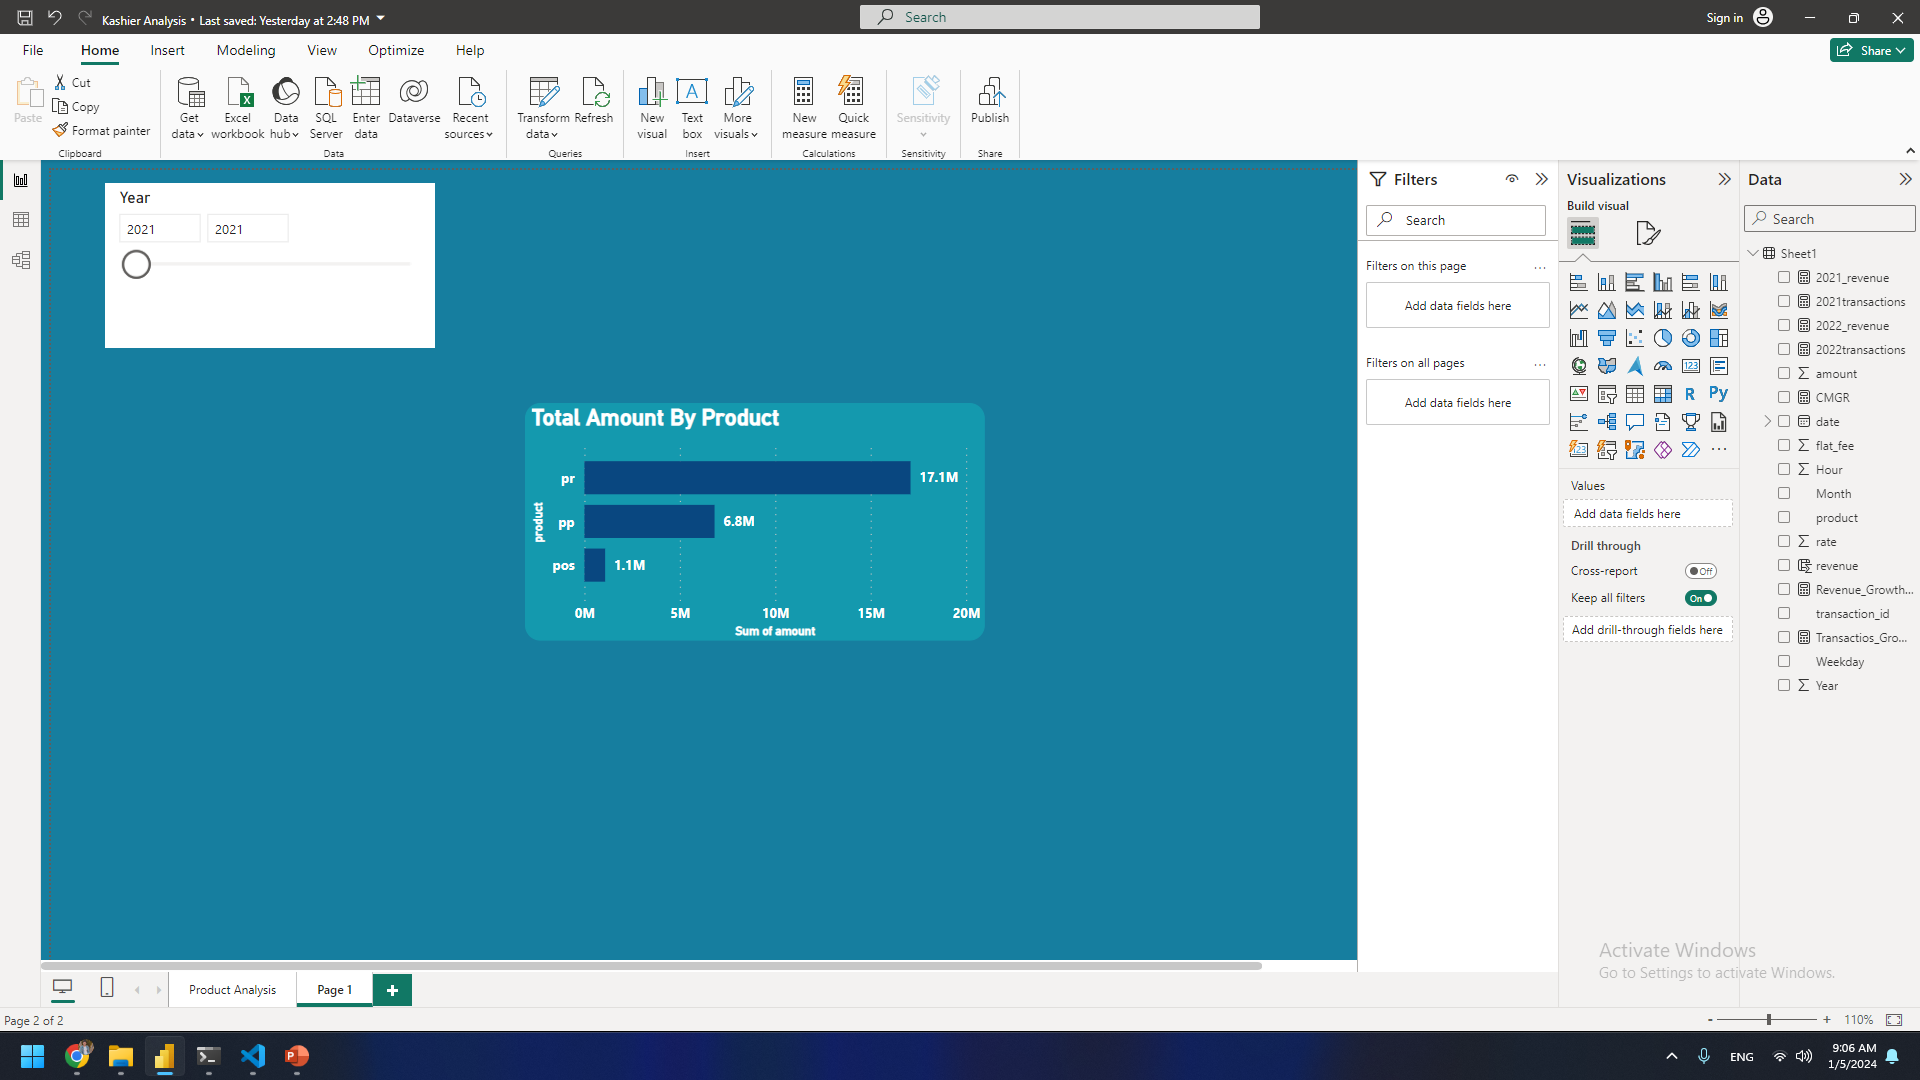 Kashier Analysis • Last saved: Yesterday at 2:48 PM
Search
Sign in
File
Home
Insert
Modeling
View
Optimize
Help
Share
Paste
Cut
Copy
Format painter
Clipboard
Get data
Excel workbook
Data hub
SQL Server
Enter data
Dataverse
Recent sources
Data
Transform data
Refresh
Queries
New visual
Text box
More visuals
Insert
New measure
Quick measure
Calculations
Sensitivity
Sensitivity
Publish
Share
Year
2021
2021
Total Amount By Product
product
pr
17.1M
pp
6.8M
pos
1.1M
0M
5M
10M
15M
20M
Sum of amount
Filters
Search
Filters on this page
...
Add data fields here
Filters on all pages
...
Add data fields here
Visualizations
Build visual
123
R
Py
123
...
Values
Add data fields here
Drill through
Cross-report
Off
Keep all filters
On
Add drill-through fields here
Data
Search
Sheet1
2021_revenue
2021transactions
2022_revenue
2022transactions
amount
CMGR
date
flat_fee
Hour
Month
product
rate
revenue
Revenue_Growth...
transaction_id
Transactios_Gro...
Weekday
Year
Activate Windows
Go to Settings to activate Windows.
Product Analysis
Page 1
+
Page 2 of 2
-
+
110%
ENG
9:06 AM
1/5/2024